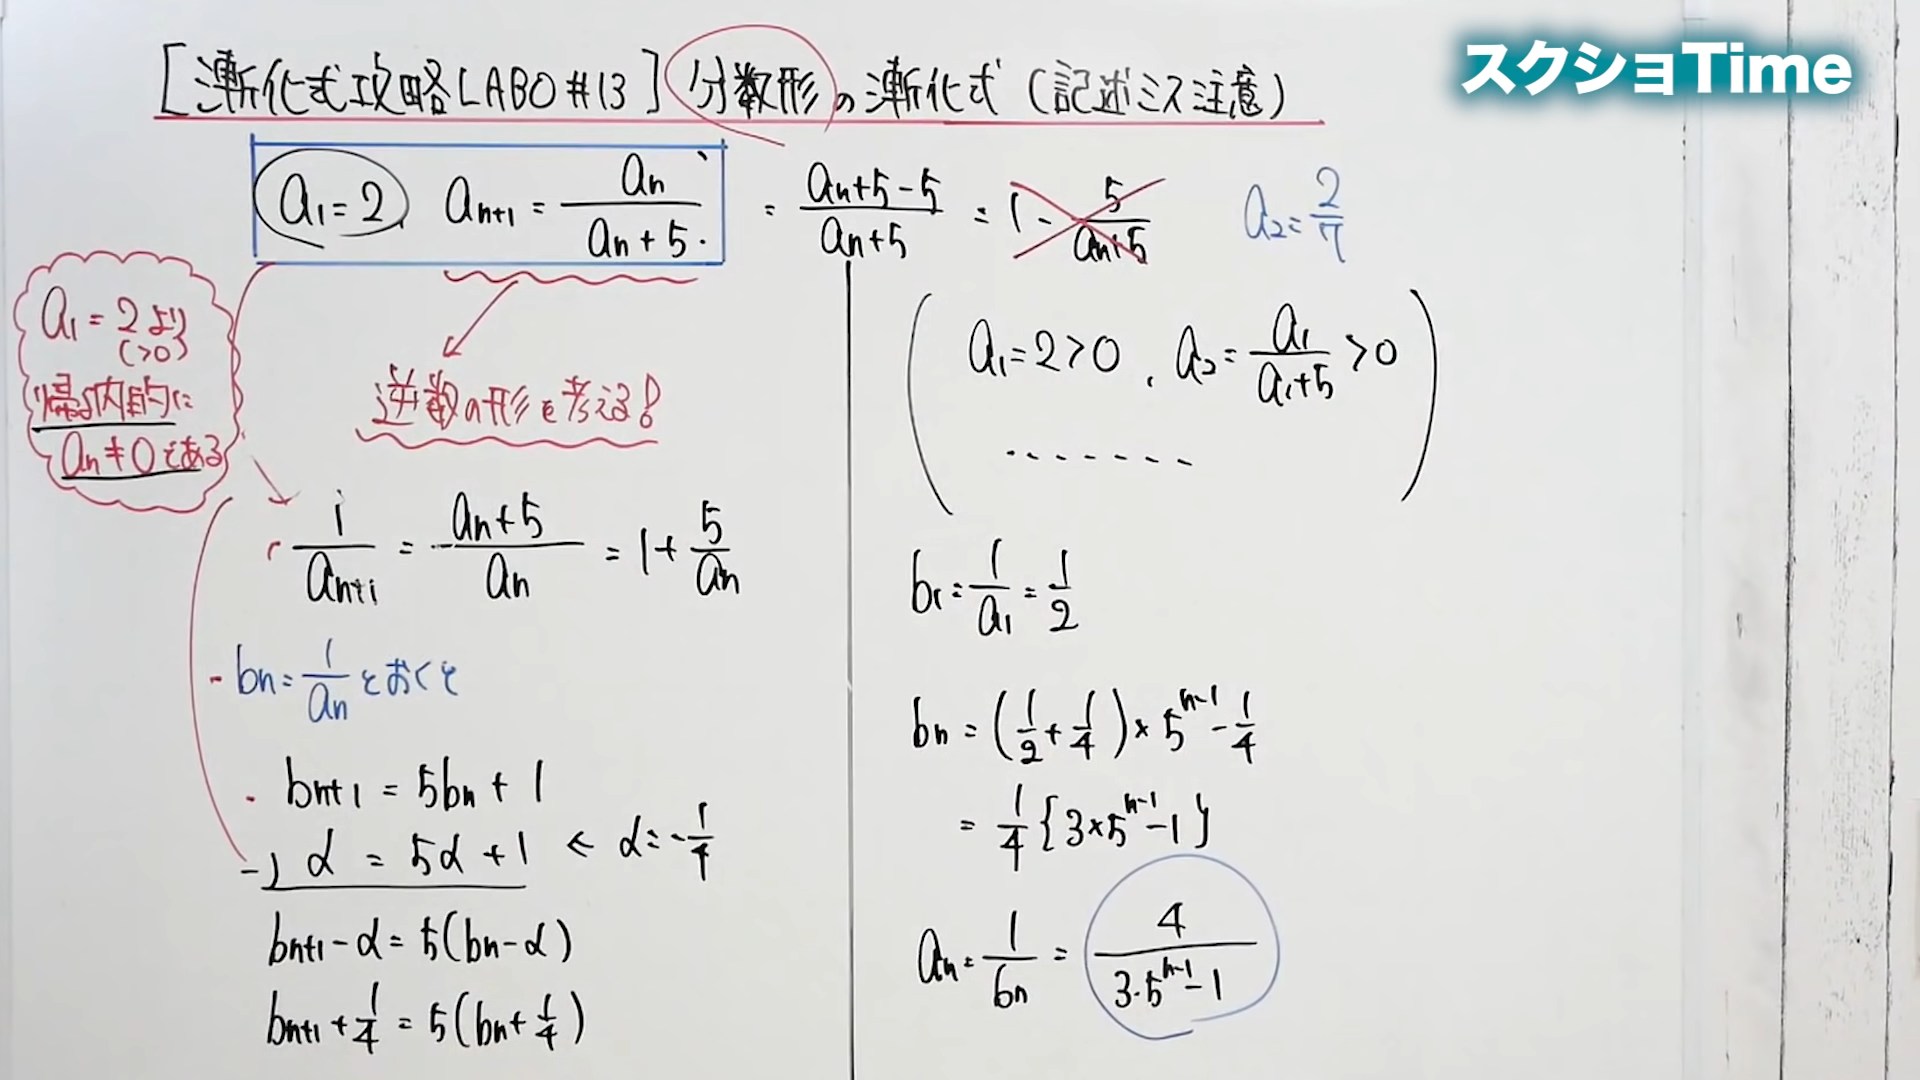 スクショTime
[漸化式攻略LABO#13] 分数形の漸化式(記述ミス注意)
a₁=2, aₙ₊₁ = aₙ/(aₙ+5) = (aₙ+5-5)/(aₙ+5) = 1 - 5/(aₙ+5)
a₂=2/7
a₁=2より
(>0)
帰納的に
aₙ≠0である
逆数の形を考える!
1/aₙ₊₁ = (aₙ+5)/aₙ = 1+5/aₙ
bₙ=1/aₙとおくと
bₙ₊₁ = 5bₙ+1
-) α = 5α+1 ← α=-1/4
bₙ₊₁-α=5(bₙ-α)
bₙ₊₁+1/4=5(bₙ+1/4)
(a₁=2>0, a₂=a₁/(a₁+5)>0
-------)
b₁=1/a₁=1/2
bₙ=(1/2+1/4)×5ⁿ⁻¹-1/4
=1/4{3×5ⁿ⁻¹-1}
aₙ=1/bₙ=4/(3·5ⁿ⁻¹-1)